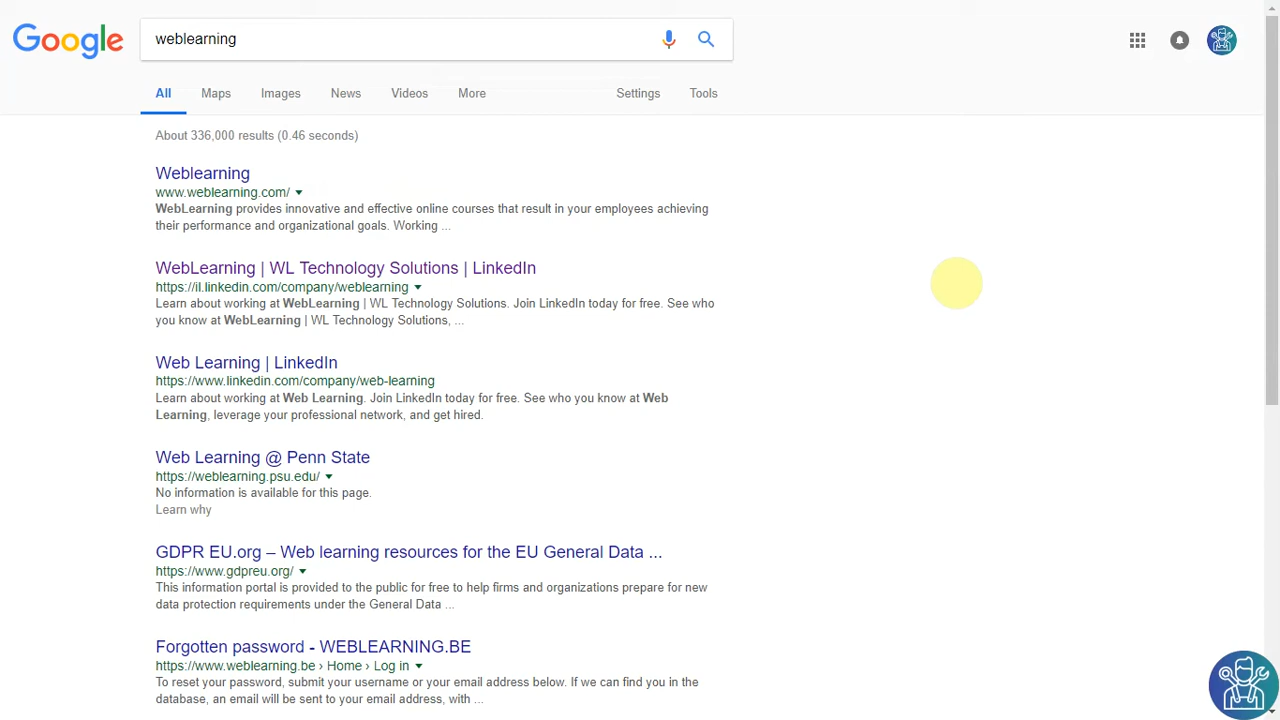 Google
weblearning
All Maps Images News Videos More Settings Tools
About 336,000 results (0.46 seconds)
Weblearning
www.weblearning.com/
WebLearning provides innovative and effective online courses that result in your employees achieving
their performance and organizational goals. Working ...
WebLearning | WL Technology Solutions | LinkedIn
https://il.linkedin.com/company/weblearning
Learn about working at WebLearning | WL Technology Solutions. Join LinkedIn today for free. See who
you know at WebLearning | WL Technology Solutions, ...
Web Learning | LinkedIn
https://www.linkedin.com/company/web-learning
Learn about working at Web Learning. Join LinkedIn today for free. See who you know at Web
Learning, leverage your professional network, and get hired.
Web Learning @ Penn State
https://weblearning.psu.edu/
No information is available for this page.
Learn why
GDPR EU.org – Web learning resources for the EU General Data ...
https://www.gdpreu.org/
This information portal is provided to the public for free to help firms and organizations prepare for new
data protection requirements under the General Data ...
Forgotten password - WEBLEARNING.BE
https://www.weblearning.be › Home › Log in
To reset your password, submit your username or your email address below. If we can find you in the
database, an email will be sent to your email address, with ...